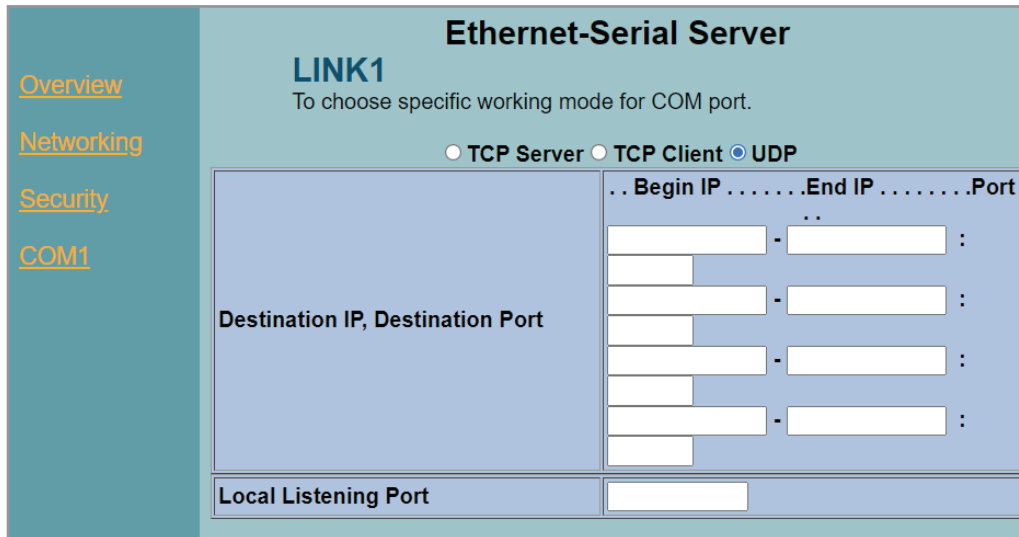 Ethernet-Serial Server
LINK1
To choose specific working mode for COM port.
Overview
Networking
Security
COM1
TCP Server TCP Client UDP
. . Begin IP . . . . . . .End IP . . . . . . . .Port
. .
- :
- :
Destination IP, Destination Port
- :
- :
Local Listening Port